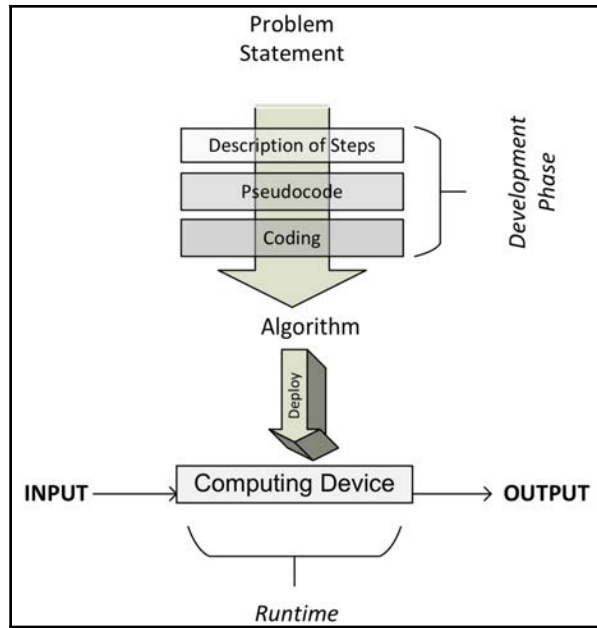 Problem
Statement
Description of Steps
Pseudocode
Coding
Development
Phase
Algorithm
Deploy
INPUT
Computing Device
OUTPUT
Runtime